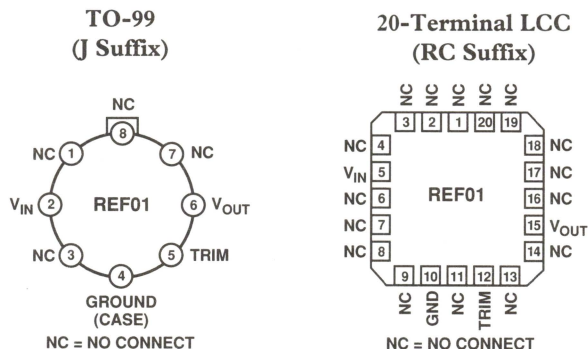 TO-99
(J Suffix)
NC
8
NC 1
7 NC
VIN 2
REF01
6 VOUT
NC 3
5 TRIM
4
GROUND
(CASE)
NC = NO CONNECT
20-Terminal LCC
(RC Suffix)
NC NC NC NC NC
3 2 1 20 19
NC 4
18 NC
VIN 5
17 NC
NC 6
REF01
16 NC
NC 7
15 VOUT
NC 8
14 NC
9 10 11 12 13
NC GND NC TRIM NC
NC = NO CONNECT